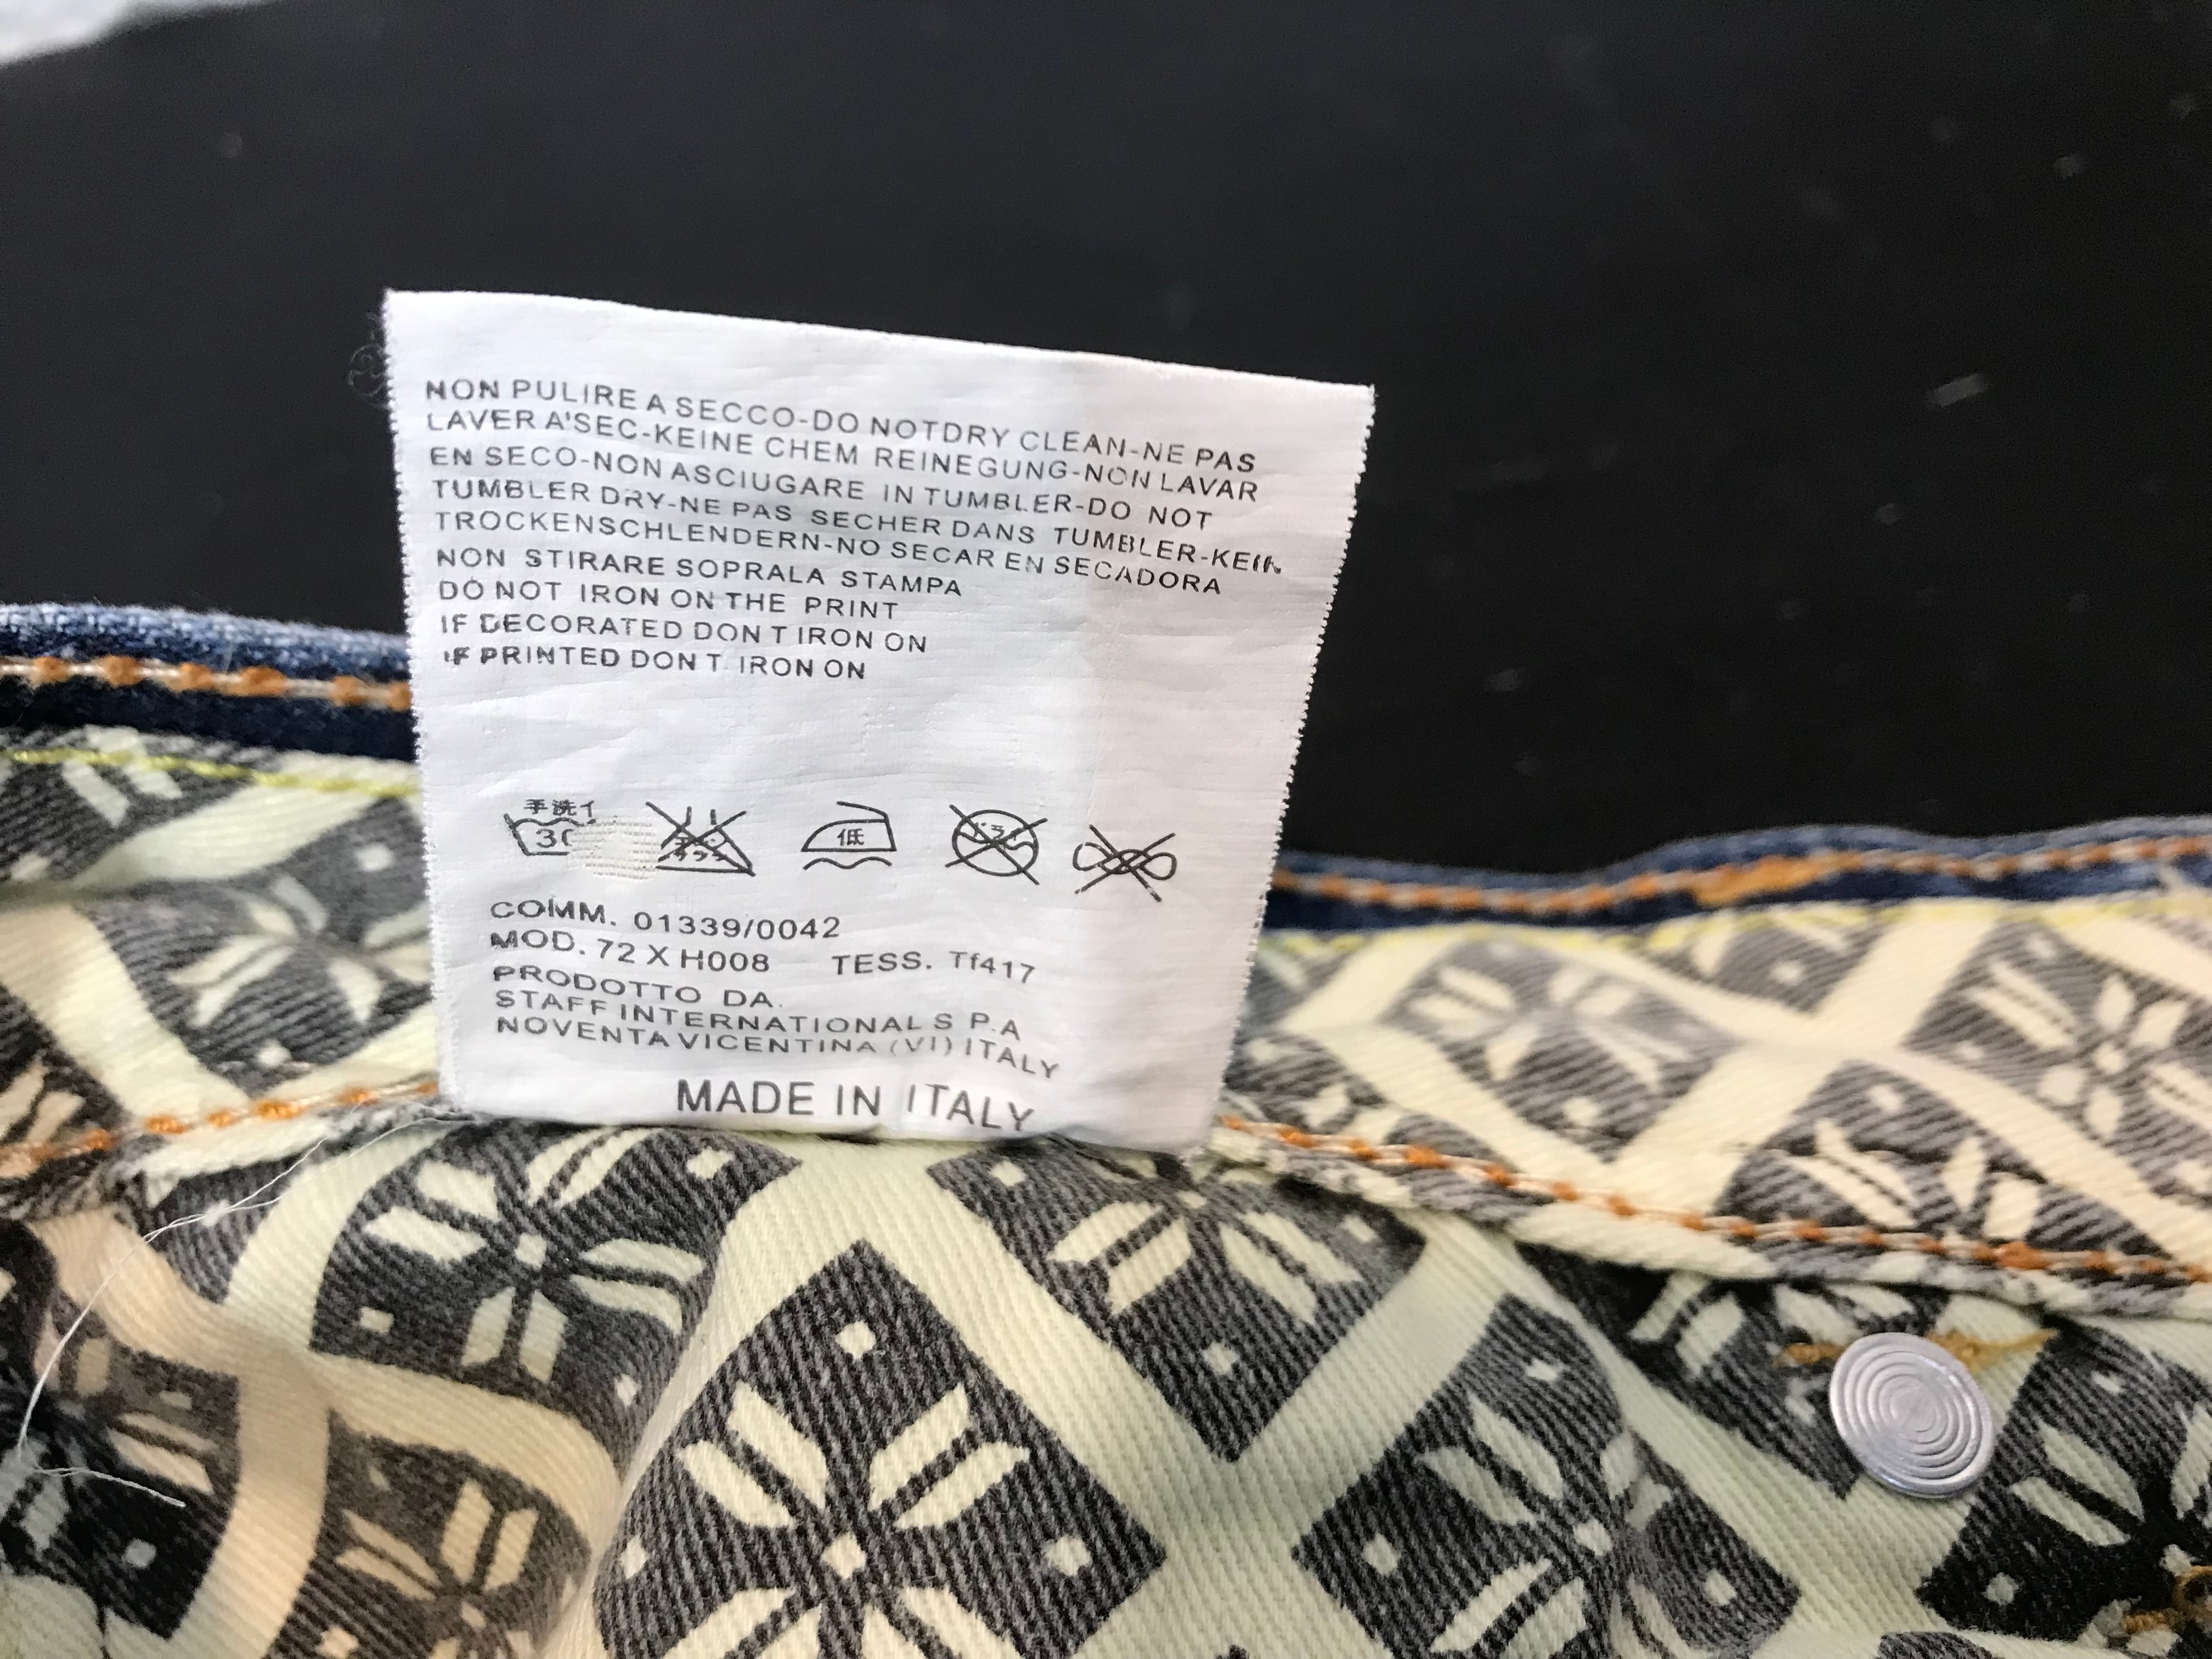 NON PULIRE A SECCO-DO NOTDRY CLEAN-NE PAS
LAVER A'SEC-KEINE CHEM REINEGUNG-NON LAVAR
EN SECO-NON ASCIUGARE IN TUMBLER-DO NOT
TUMBLER DRY-NE PAS SECHER DANS TUMBLER-KEIN
TROCKENSCHLENDERN-NO SECAR EN SECADORA
NON STIRARE SOPRALA STAMPA
DO NOT IRON ON THE PRINT
IF DECORATED DON T IRON ON
IF PRINTED DON T IRON ON
手洗イ
30
低
COMM. 01339/0042
MOD. 72 X H008 TESS. Tf417
PRODOTTO DA.
STAFF INTERNATIONAL S P.A
NOVENTA VICENTINA (VI) ITALY
MADE IN ITALY